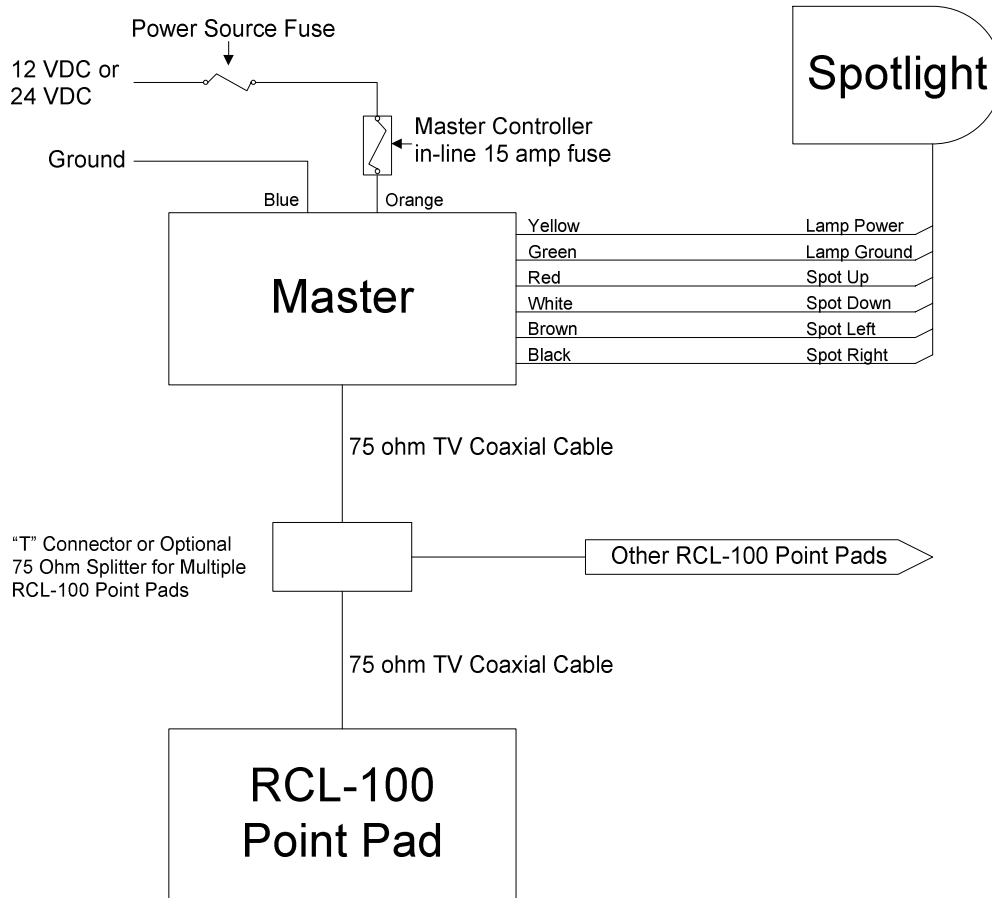 Power Source Fuse
Spotlight
12 VDC or
24 VDC
Master Controller
in-line 15 amp fuse
Ground
Blue
Orange
Yellow
Lamp Power
Green
Lamp Ground
Red
Spot Up
White
Spot Down
Brown
Spot Left
Black
Spot Right
Master
75 ohm TV Coaxial Cable
“T” Connector or Optional
75 Ohm Splitter for Multiple
RCL-100 Point Pads
Other RCL-100 Point Pads
75 ohm TV Coaxial Cable
RCL-100
Point Pad